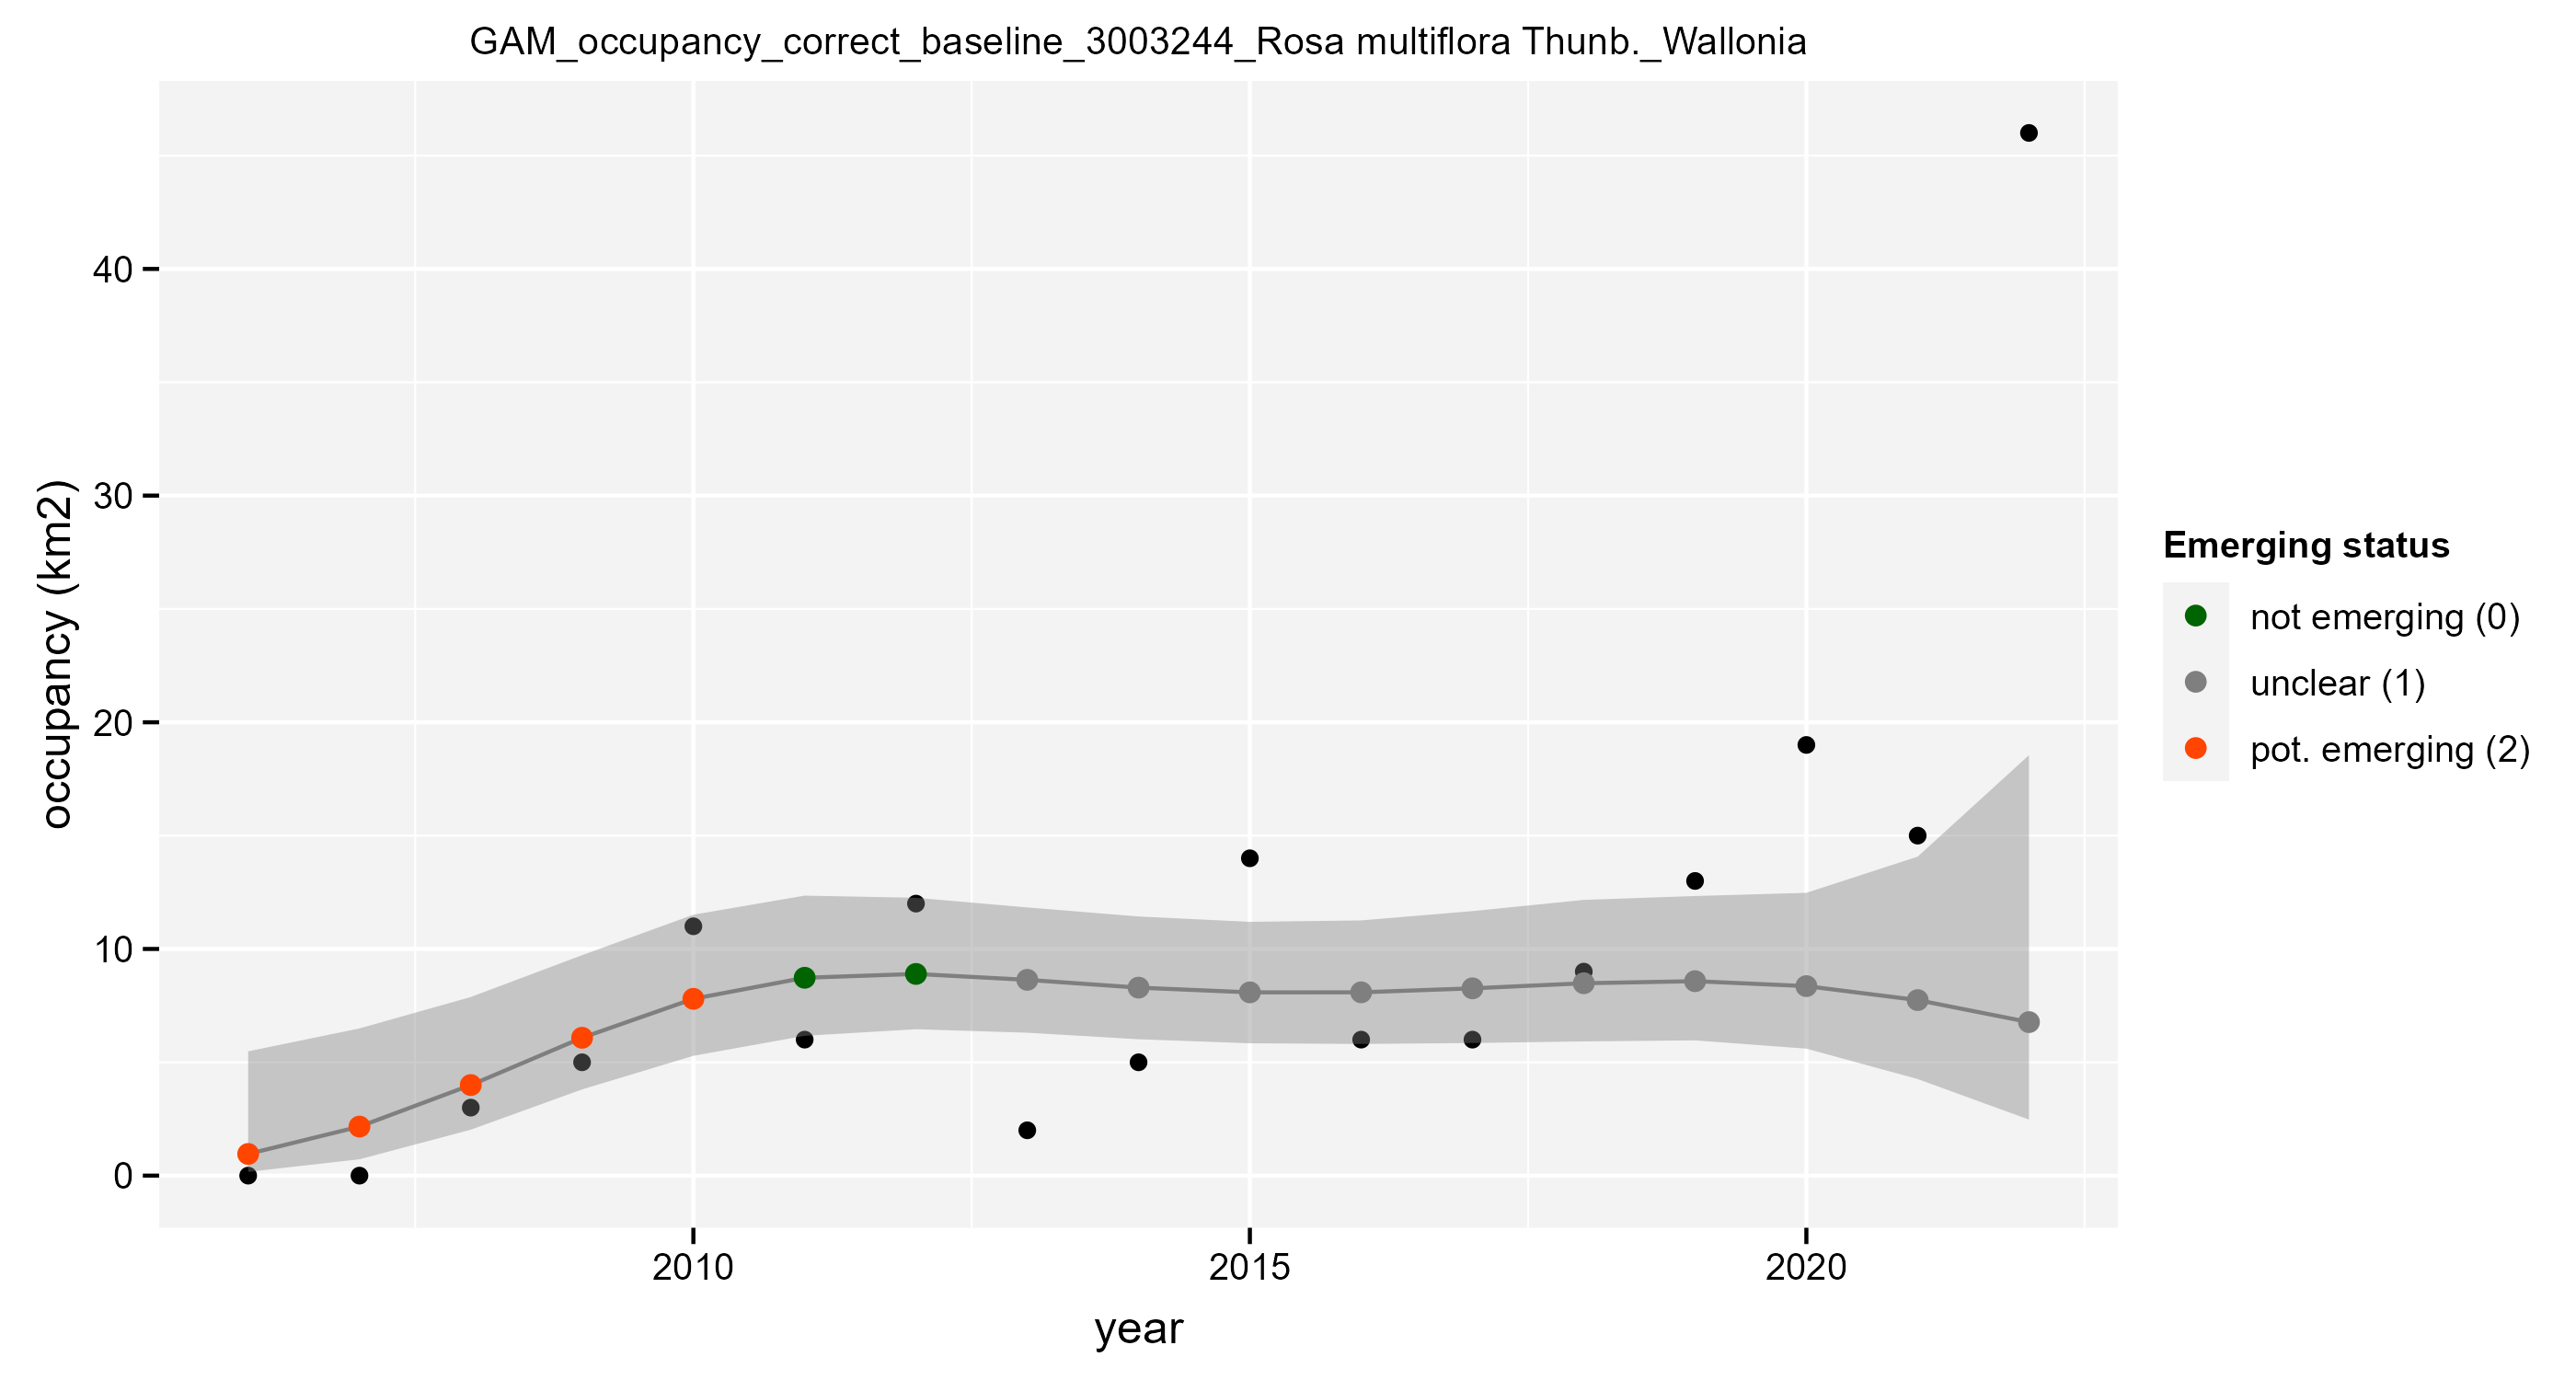 GAM_occupancy_correct_baseline_3003244_Rosa multiflora Thunb._Wallonia
occupancy (km2)
40
30
20
10
0
2010
2015
2020
year
Emerging status
not emerging (0)
unclear (1)
pot. emerging (2)